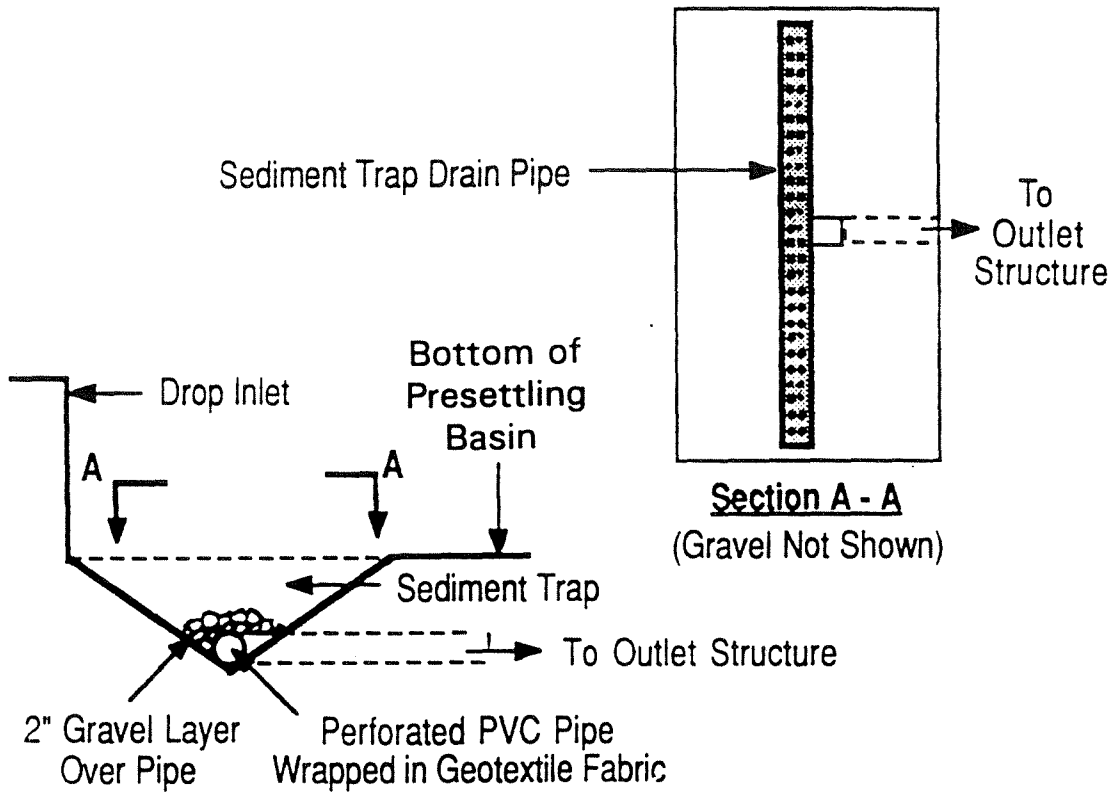 Sediment Trap Drain Pipe
To
Outlet
Structure
Section A - A
(Gravel Not Shown)
Drop Inlet
Bottom of
Presettling
Basin
A
A
Sediment Trap
To Outlet Structure
2" Gravel Layer
Over Pipe
Perforated PVC Pipe
Wrapped in Geotextile Fabric